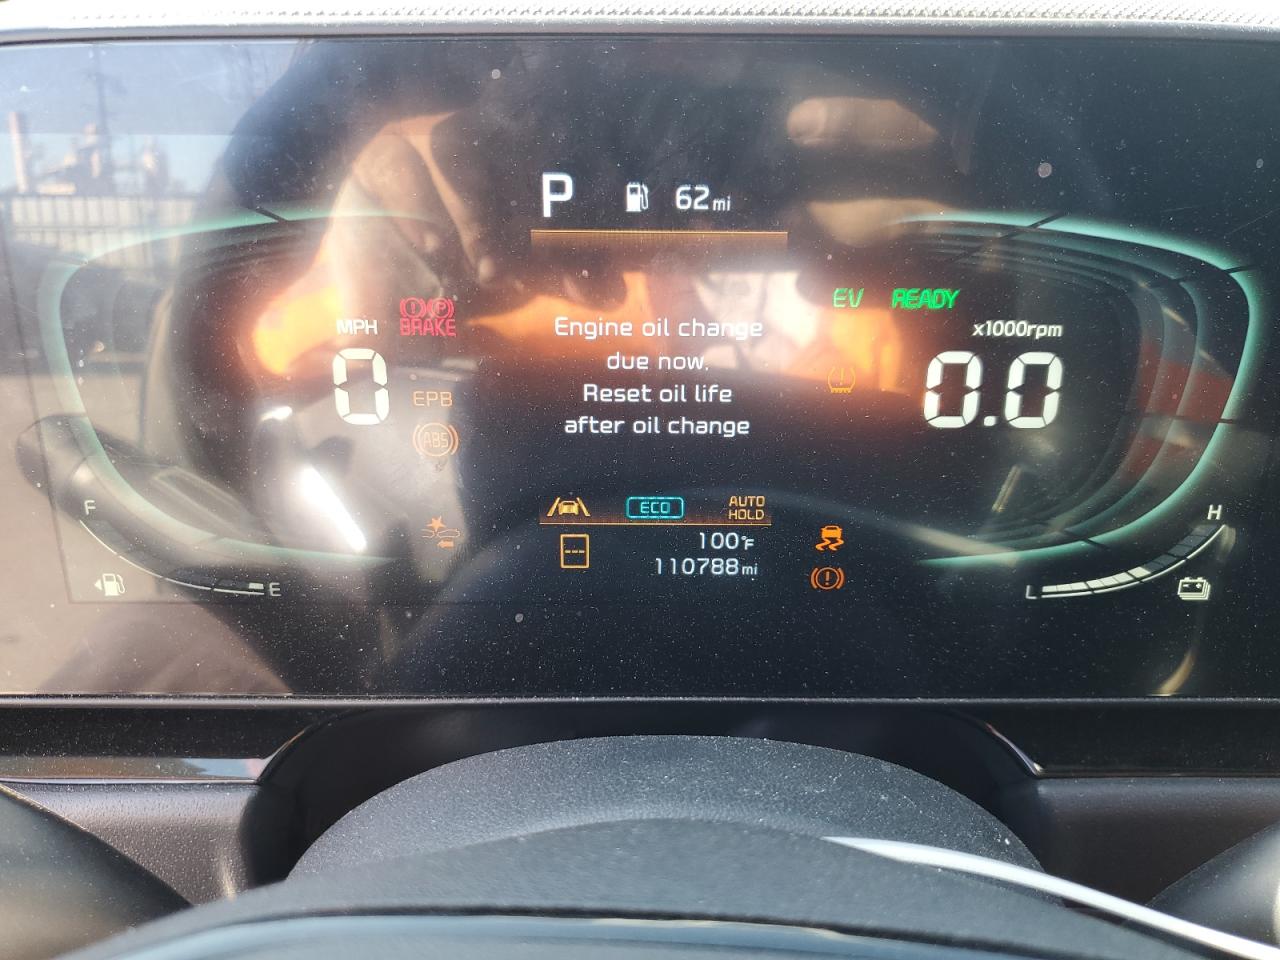 P 62mi
EV READY
(!)(P)
BRAKE
MPH
x1000rpm
Engine oil change
due now.
Reset oil life
after oil change
0
0.0
EPB
ABS
F
E
ECO
AUTO
HOLD
---
100°F
110788mi
H
L